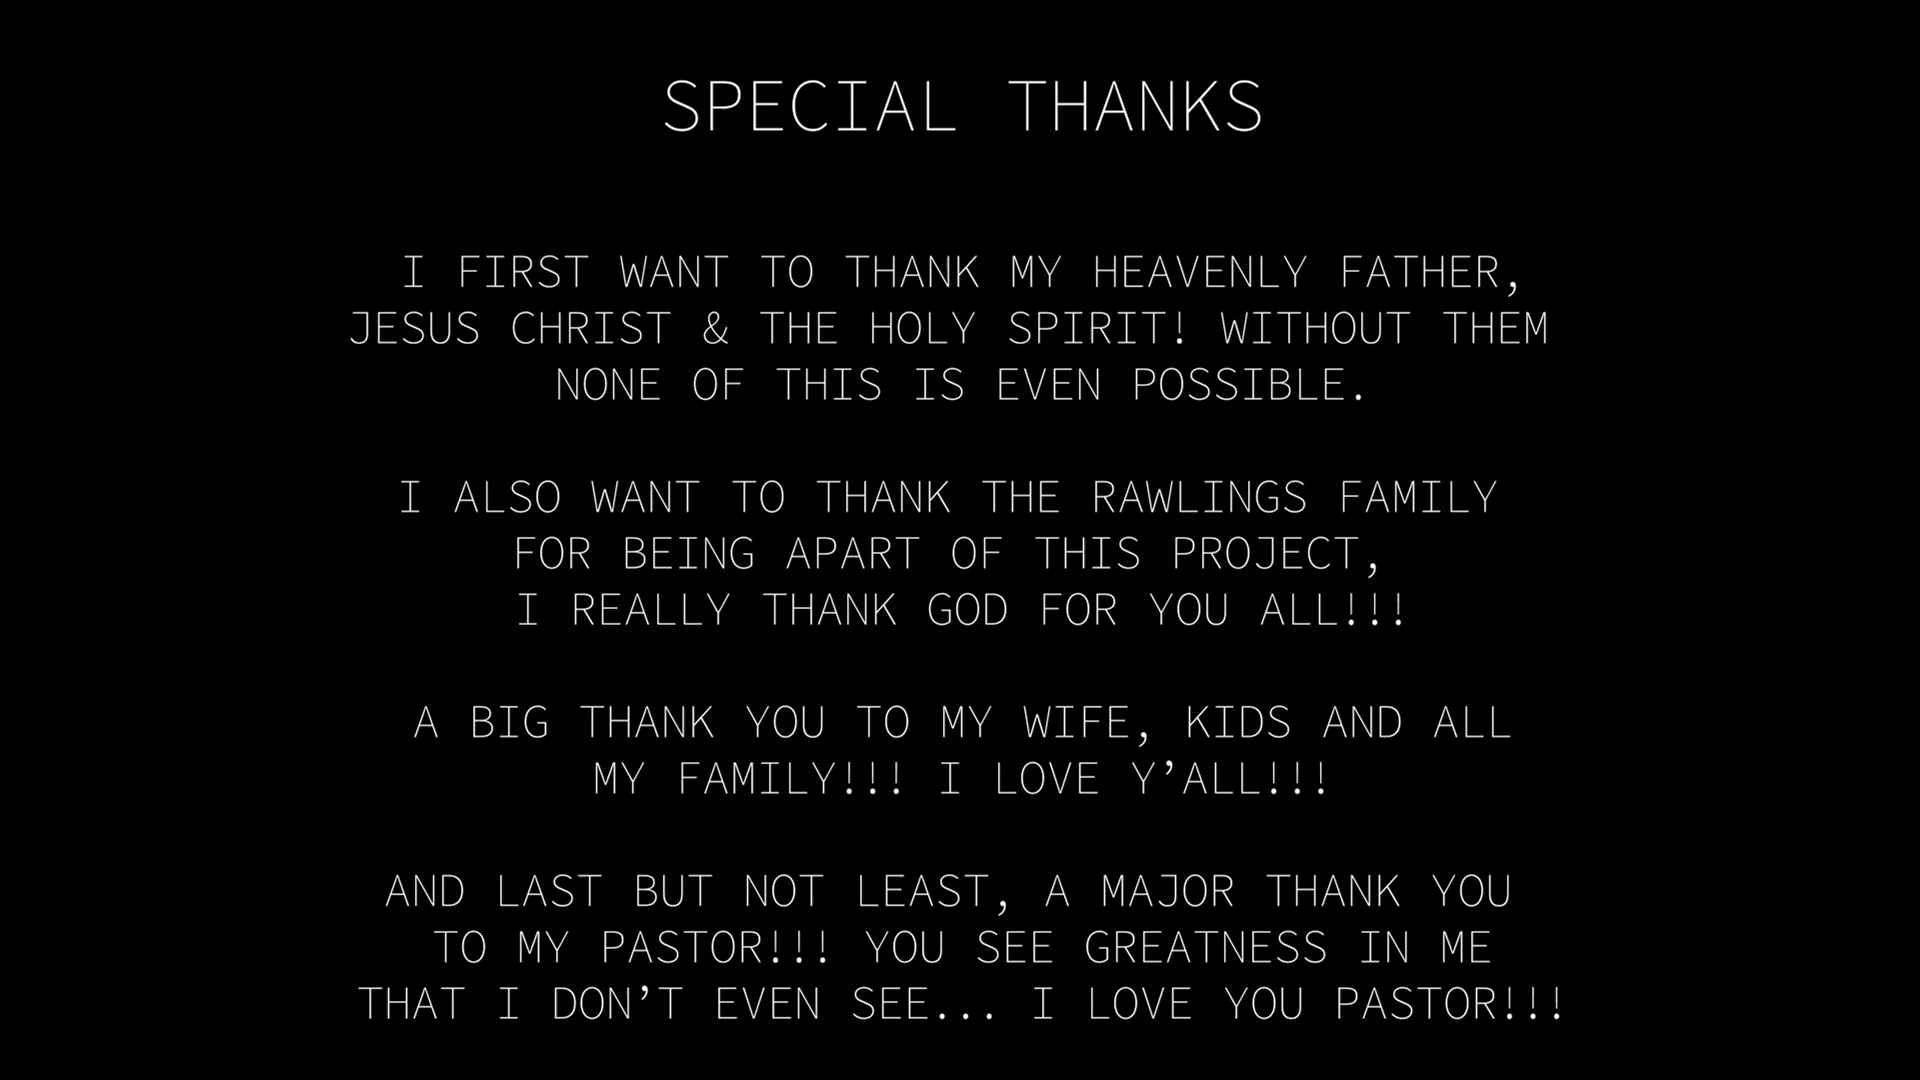 SPECIAL THANKS
I FIRST WANT TO THANK MY HEAVENLY FATHER,
JESUS CHRIST & THE HOLY SPIRIT! WITHOUT THEM
NONE OF THIS IS EVEN POSSIBLE.
I ALSO WANT TO THANK THE RAWLINGS FAMILY
FOR BEING APART OF THIS PROJECT,
I REALLY THANK GOD FOR YOU ALL!!!
A BIG THANK YOU TO MY WIFE, KIDS AND ALL
MY FAMILY!!! I LOVE Y’ALL!!!
AND LAST BUT NOT LEAST, A MAJOR THANK YOU
TO MY PASTOR!!! YOU SEE GREATNESS IN ME
THAT I DON’T EVEN SEE... I LOVE YOU PASTOR!!!